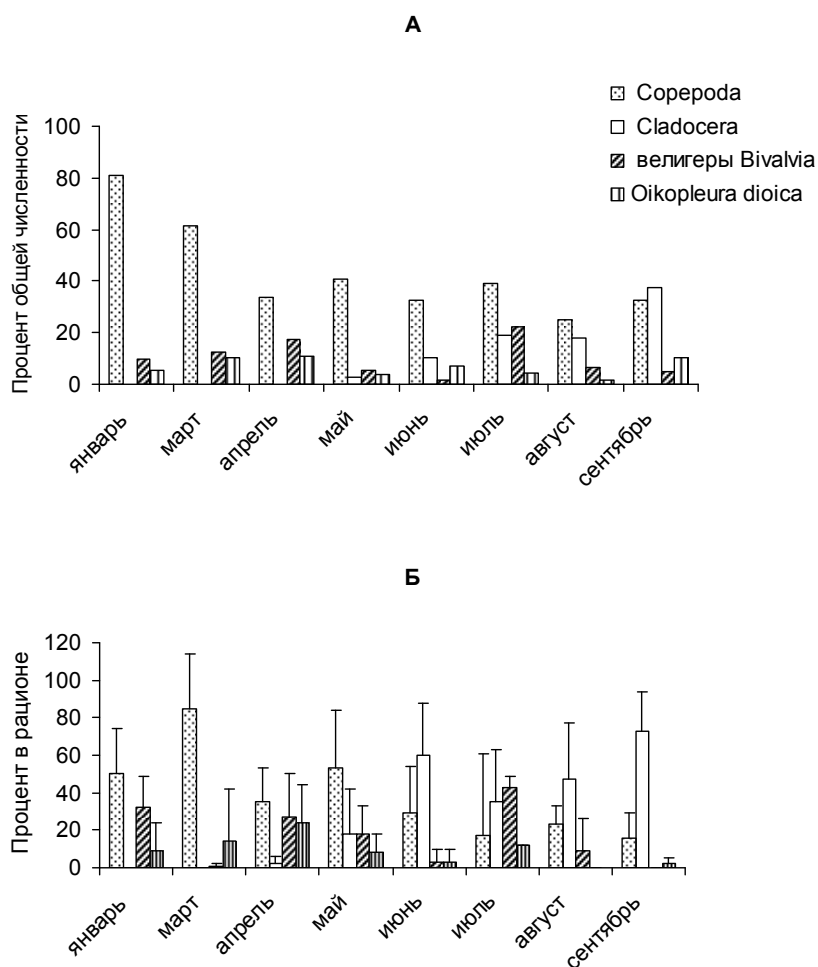 А
Copepoda
Cladocera
велигеры Bivalvia
Oikopleura dioica
Процент общей численности
100
80
60
40
20
0
январь
март
апрель
май
июнь
июль
август
сентябрь
Б
Процент в рационе
120
100
80
60
40
20
0
январь
март
апрель
май
июнь
июль
август
сентябрь